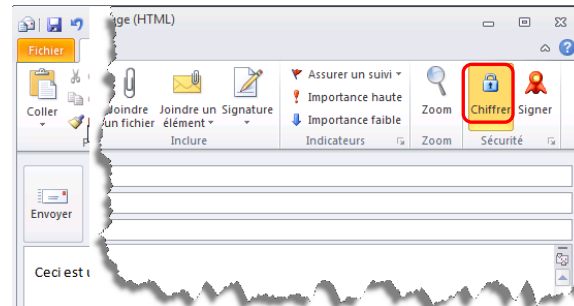 age (HTML)
Fichier
Coller
Joindre un fichier
Joindre un élément
Signature
Inclure
Assurer un suivi
Importance haute
Importance faible
Indicateurs
Zoom
Zoom
Chiffrer
Signer
Sécurité
Envoyer
Ceci est